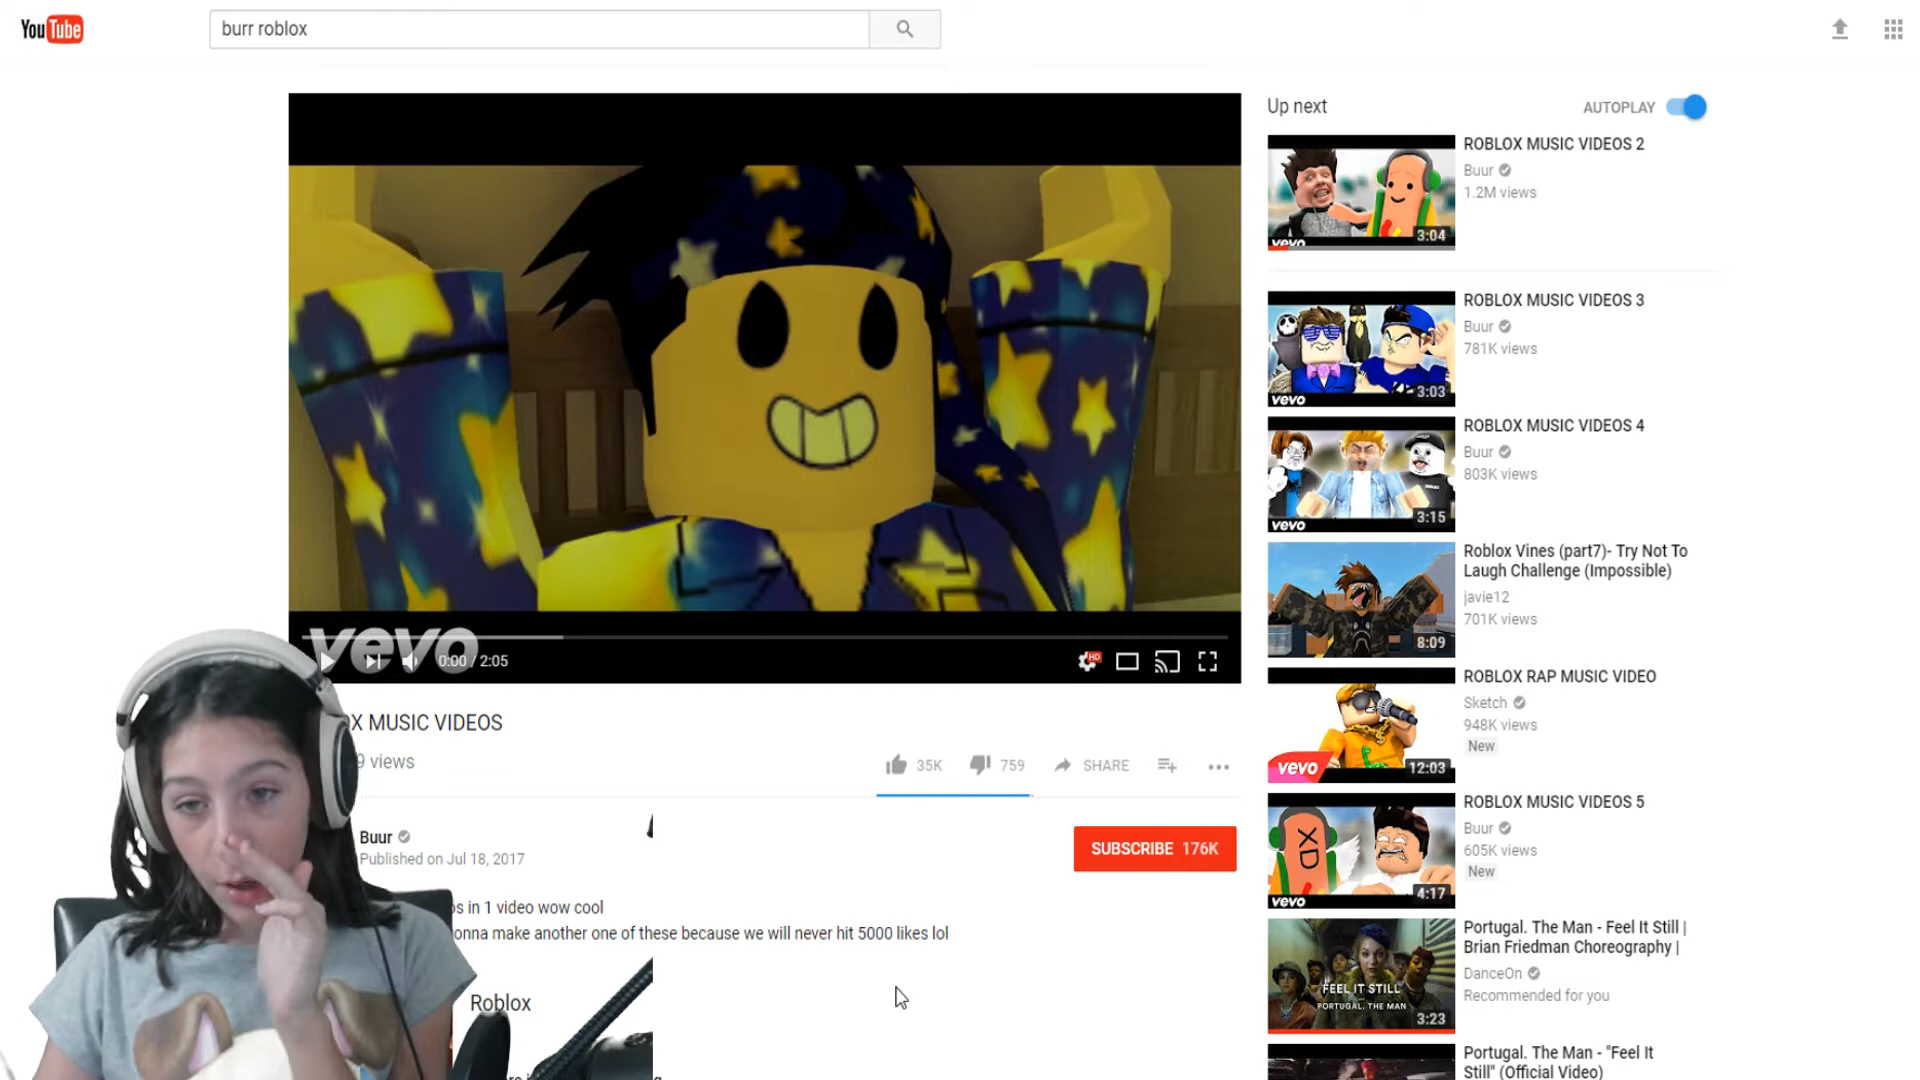 YouTube
burr roblox
vevo
0:00 / 2:05
HD
X MUSIC VIDEOS
9 views
35K
759
SHARE
Buur
Published on Jul 18, 2017
SUBSCRIBE 176K
os in 1 video wow cool
onna make another one of these because we will never hit 5000 likes lol
Roblox
Up next
AUTOPLAY
vevo
3:04
ROBLOX MUSIC VIDEOS 2
Buur
1.2M views
vevo
3:03
ROBLOX MUSIC VIDEOS 3
Buur
781K views
vevo
3:15
ROBLOX MUSIC VIDEOS 4
Buur
803K views
8:09
Roblox Vines (part7)- Try Not To
Laugh Challenge (Impossible)
javie12
701K views
vevo
12:03
ROBLOX RAP MUSIC VIDEO
Sketch
948K views
New
XD
vevo
4:17
ROBLOX MUSIC VIDEOS 5
Buur
605K views
New
FEEL IT STILL
PORTUGAL. THE MAN
3:23
Portugal. The Man - Feel It Still |
Brian Friedman Choreography |
DanceOn
Recommended for you
Portugal. The Man - "Feel It
Still" (Official Video)